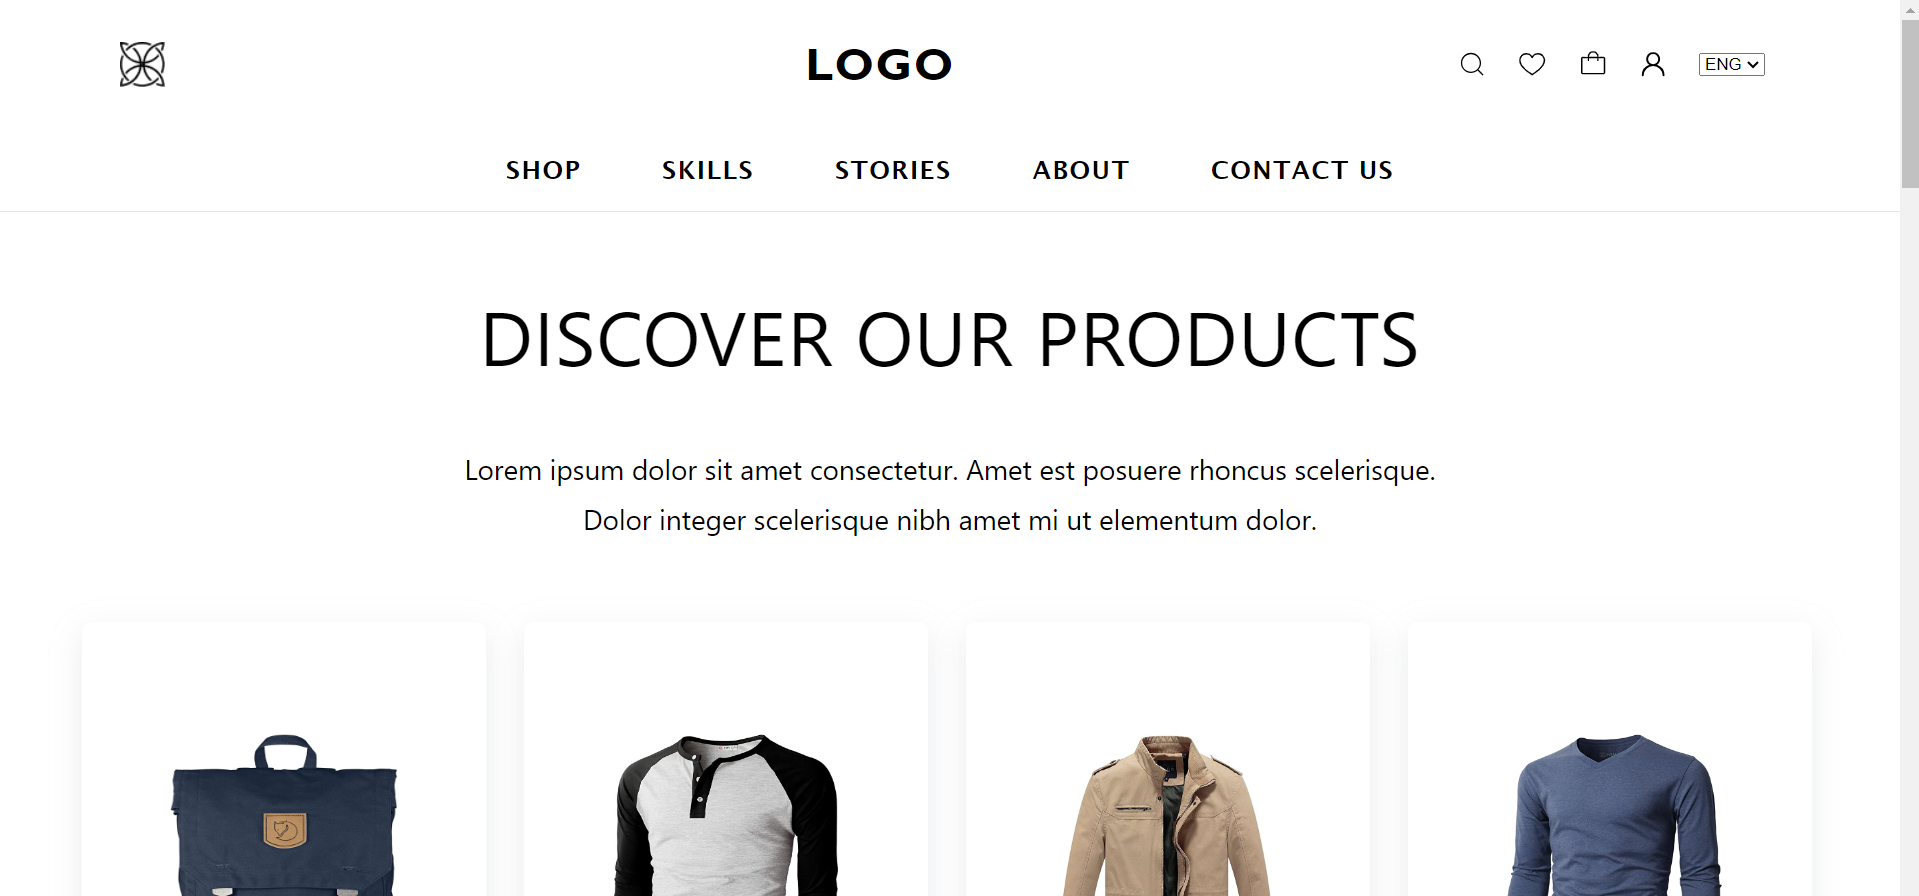 LOGO
ENG
SHOP SKILLS STORIES ABOUT CONTACT US
DISCOVER OUR PRODUCTS
Lorem ipsum dolor sit amet consectetur. Amet est posuere rhoncus scelerisque.
Dolor integer scelerisque nibh amet mi ut elementum dolor.